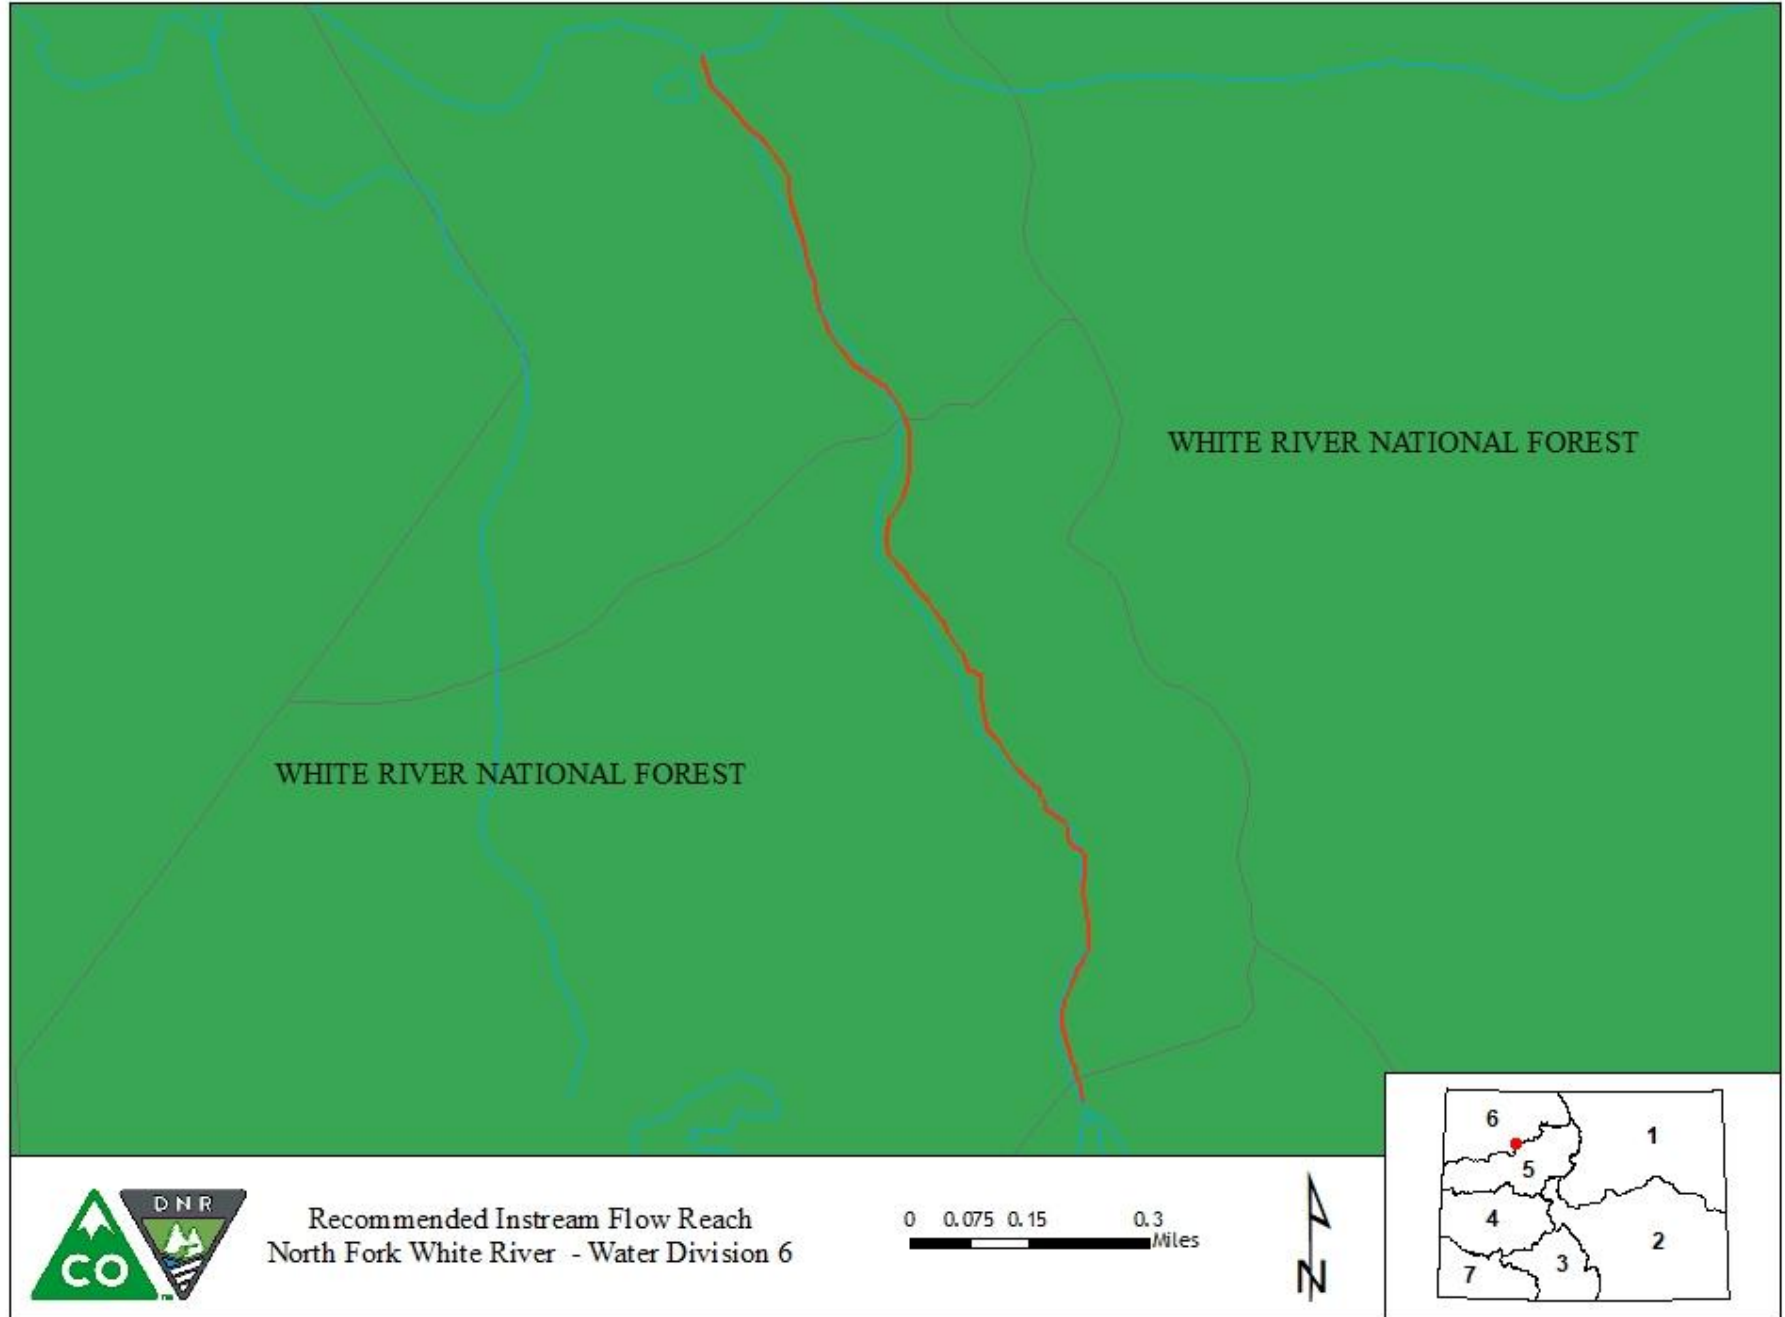 WHITE RIVER NATIONAL FOREST
WHITE RIVER NATIONAL FOREST
CO
DNR
Recommended Instream Flow Reach
North Fork White River - Water Division 6
0 0.075 0.15 0.3
Miles
N
6
1
5
4
2
3
7